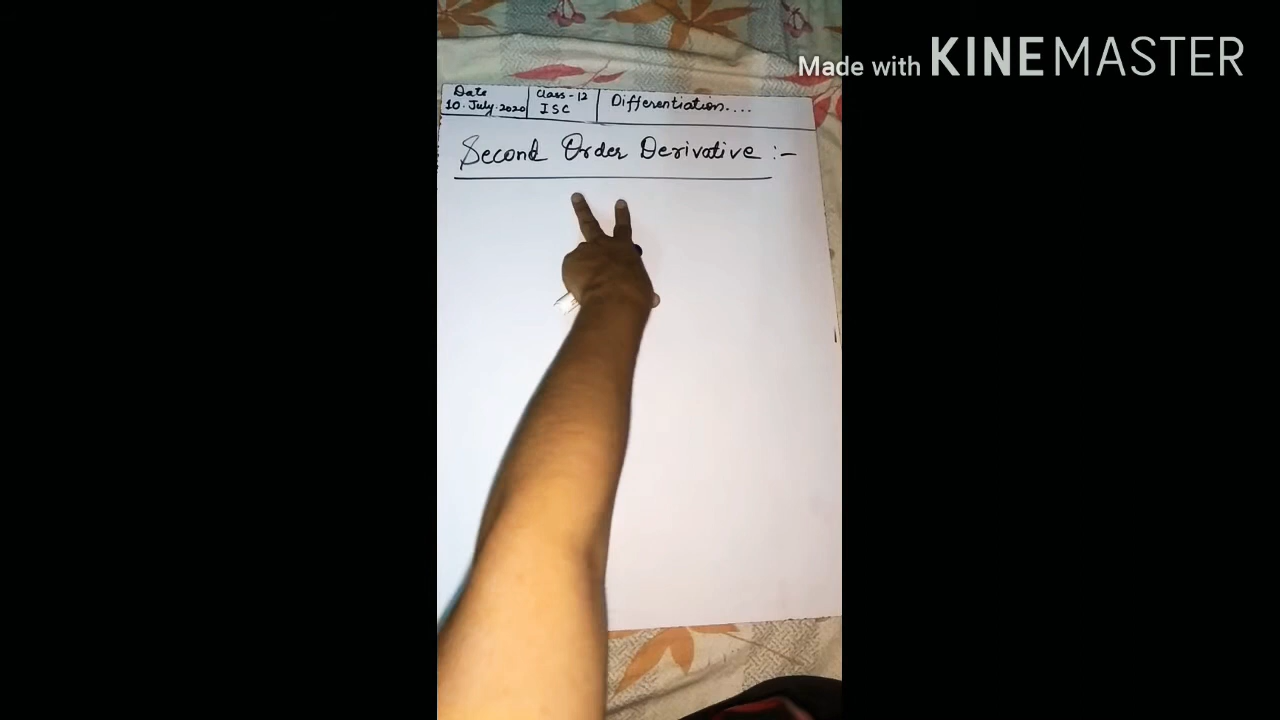 Made with KINEMASTER
Date
10.July.2020
Class-12
ISC
Differentiation....
Second Order Derivative :-